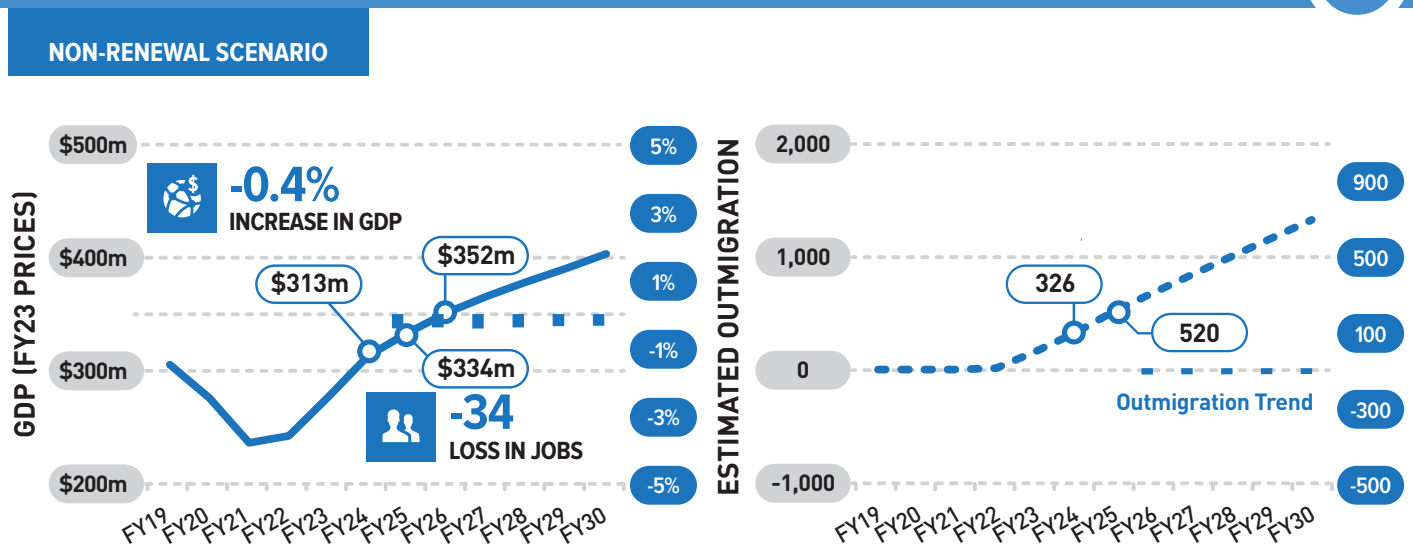 NON-RENEWAL SCENARIO
GDP (FY23 PRICES)
$500m
$400m
$300m
$200m
$
-0.4%
INCREASE IN GDP
$313m
$352m
$334m
-34
LOSS IN JOBS
5%
3%
1%
-1%
-3%
-5%
FY19
FY20
FY21
FY22
FY23
FY24
FY25
FY26
FY27
FY28
FY29
FY30
ESTIMATED OUTMIGRATION
2,000
1,000
0
-1,000
326
520
Outmigration Trend
900
500
100
-300
-500
FY19
FY20
FY21
FY22
FY23
FY24
FY25
FY26
FY27
FY28
FY29
FY30